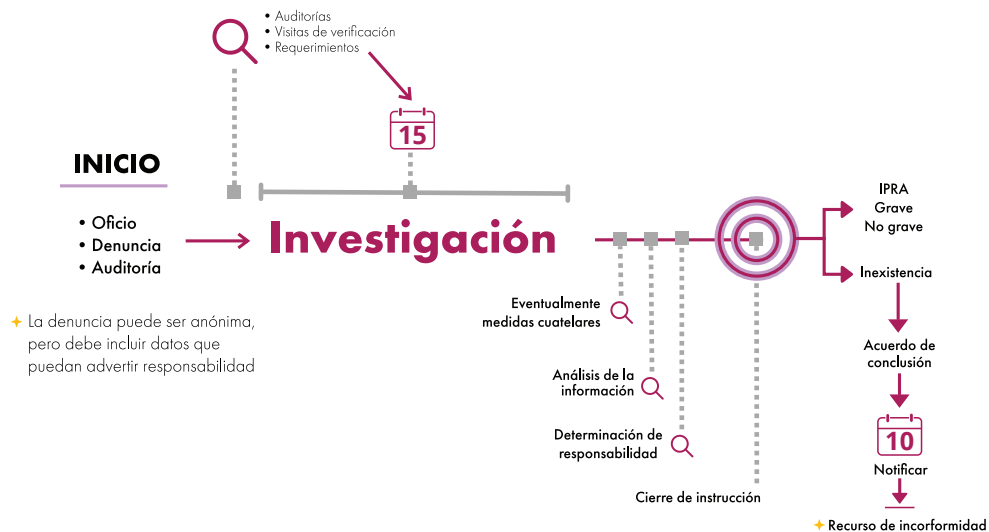 • Auditorías
• Visitas de verificación
• Requerimientos
15
INICIO
• Oficio
• Denuncia
• Auditoría
La denuncia puede ser anónima,
pero debe incluir datos que
puedan advertir responsabilidad
Investigación
Eventualmente
medidas cuatelares
Análisis de la
información
Determinación de
responsabilidad
Cierre de instrucción
IPRA
Grave
No grave
Inexistencia
Acuerdo de
conclusión
10
Notificar
Recurso de incorformidad